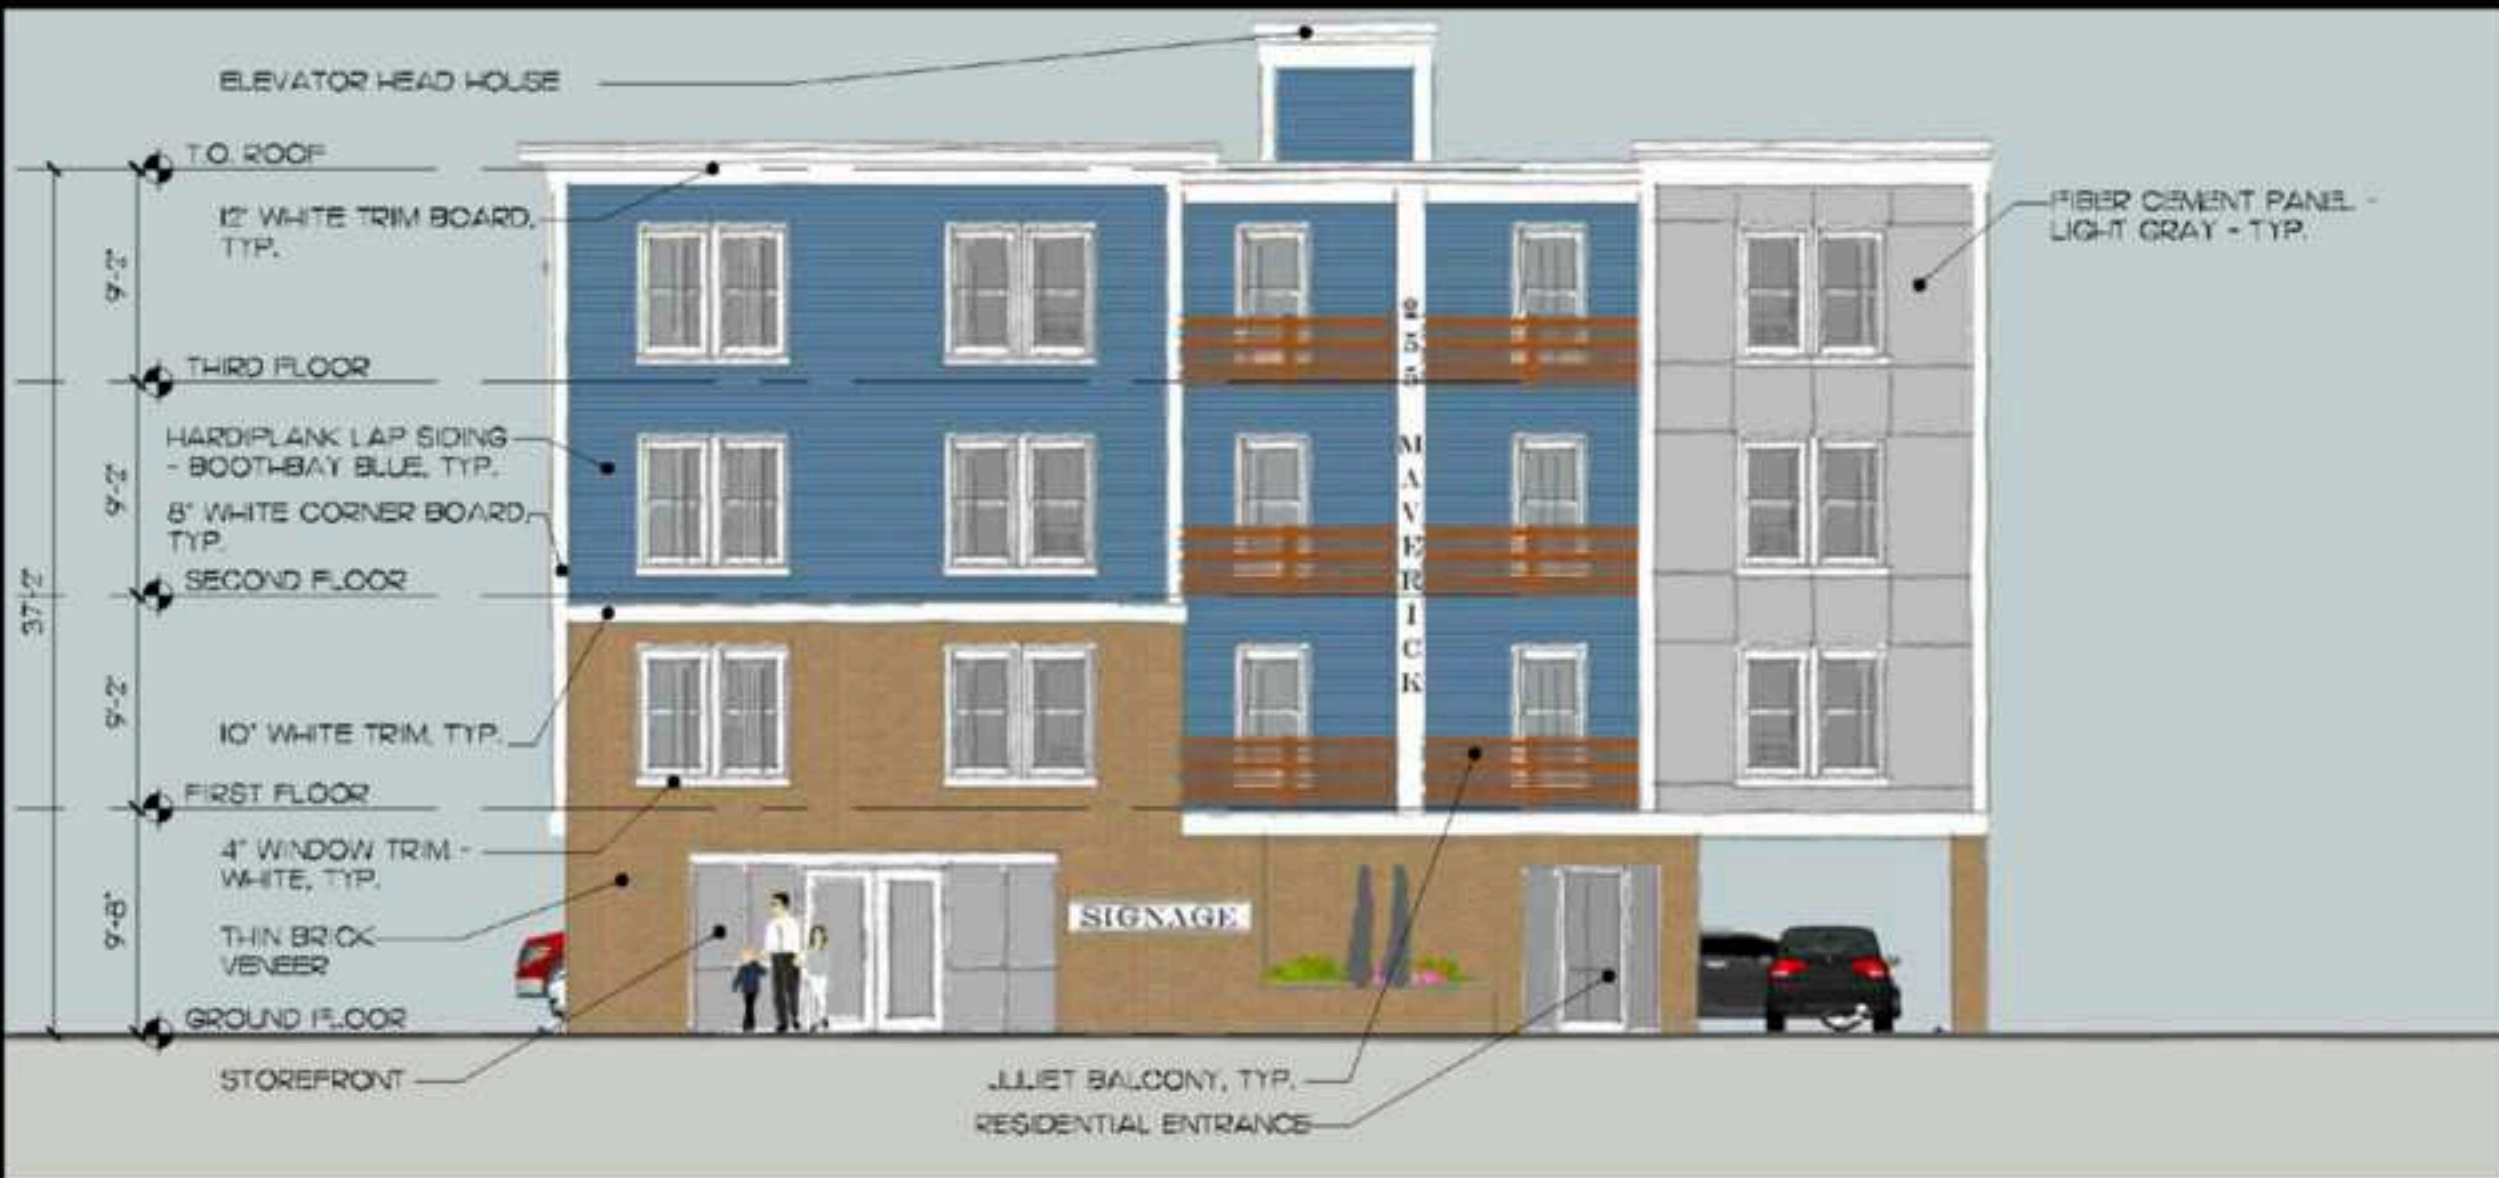 ELEVATOR HEAD HOUSE
T.O. ROOF
12" WHITE TRIM BOARD,
TYP.
FIBER CEMENT PANEL -
LIGHT GRAY - TYP.
9'-2"
THIRD FLOOR
HARDIPLANK LAP SIDING
- BOOTHBAY BLUE, TYP.
9'-2"
8" WHITE CORNER BOARD,
TYP.
SECOND FLOOR
37'-2"
9'-2"
10" WHITE TRIM, TYP.
FIRST FLOOR
4" WINDOW TRIM -
WHITE, TYP.
9'-8"
THIN BRICK
VENEER
GROUND FLOOR
STOREFRONT
255 MAVERICK
SIGNAGE
JULIET BALCONY, TYP.
RESIDENTIAL ENTRANCE